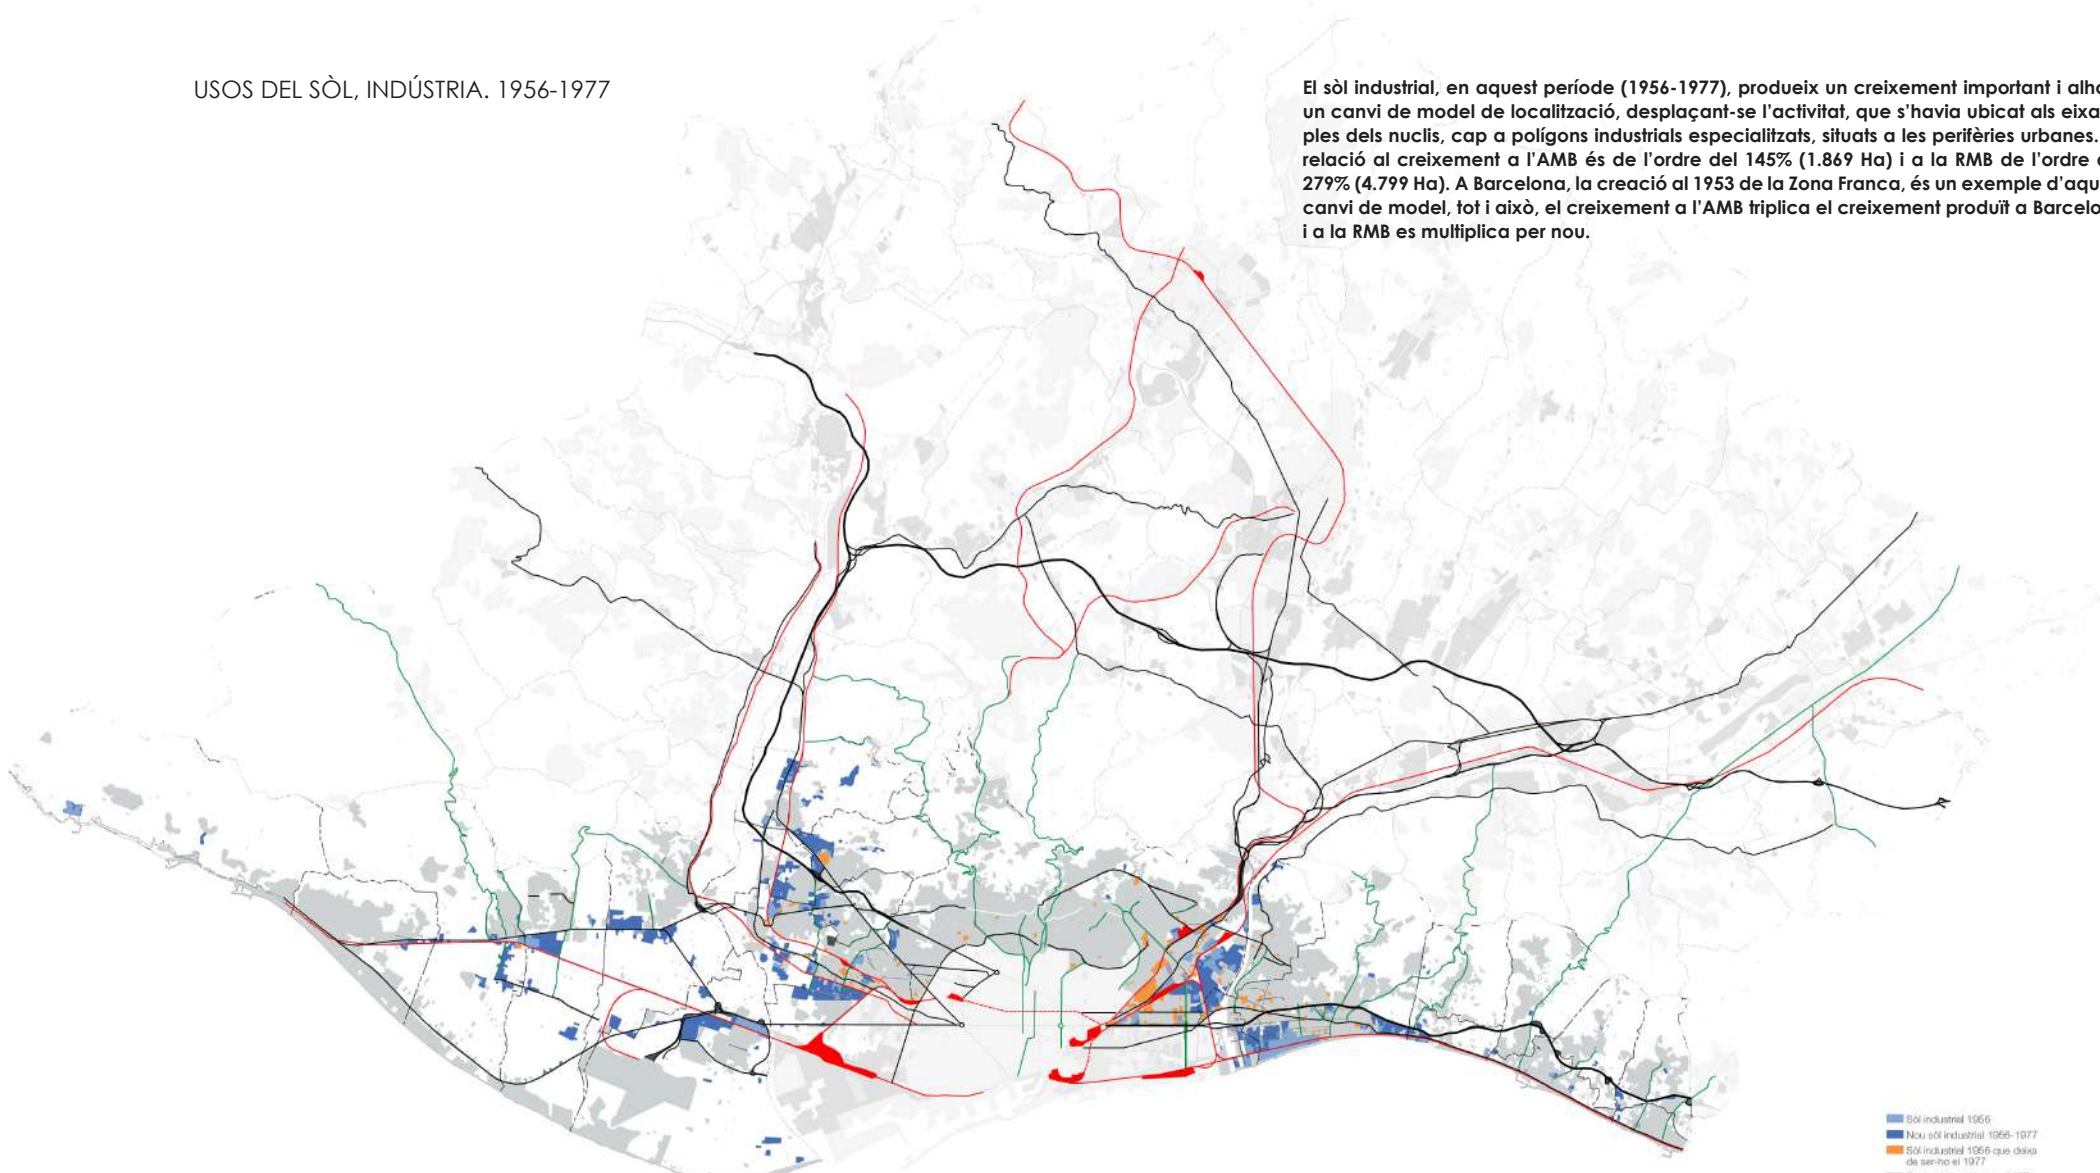 USOS DEL SÒL, INDÚSTRIA. 1956-1977
El sòl industrial, en aquest període (1956-1977), produeix un creixement important i alho
un canvi de model de localització, desplaçant-se l'activitat, que s'havia ubicat als eixa
ples dels nuclis, cap a polígons industrials especialitzats, situats a les perifèries urbanes.
relació al creixement a l'AMB és de l'ordre del 145% (1.869 Ha) i a la RMB de l'ordre
279% (4.799 Ha). A Barcelona, la creació al 1953 de la Zona Franca, és un exemple d'aqu
canvi de model, tot i això, el creixement a l'AMB triplica el creixement produït a Barcelo
i a la RMB es multiplica per nou.
Sòl industrial 1956
Nou sòl industrial 1956-1977
Sòl industrial 1956 que deixa
de ser-ho el 1977